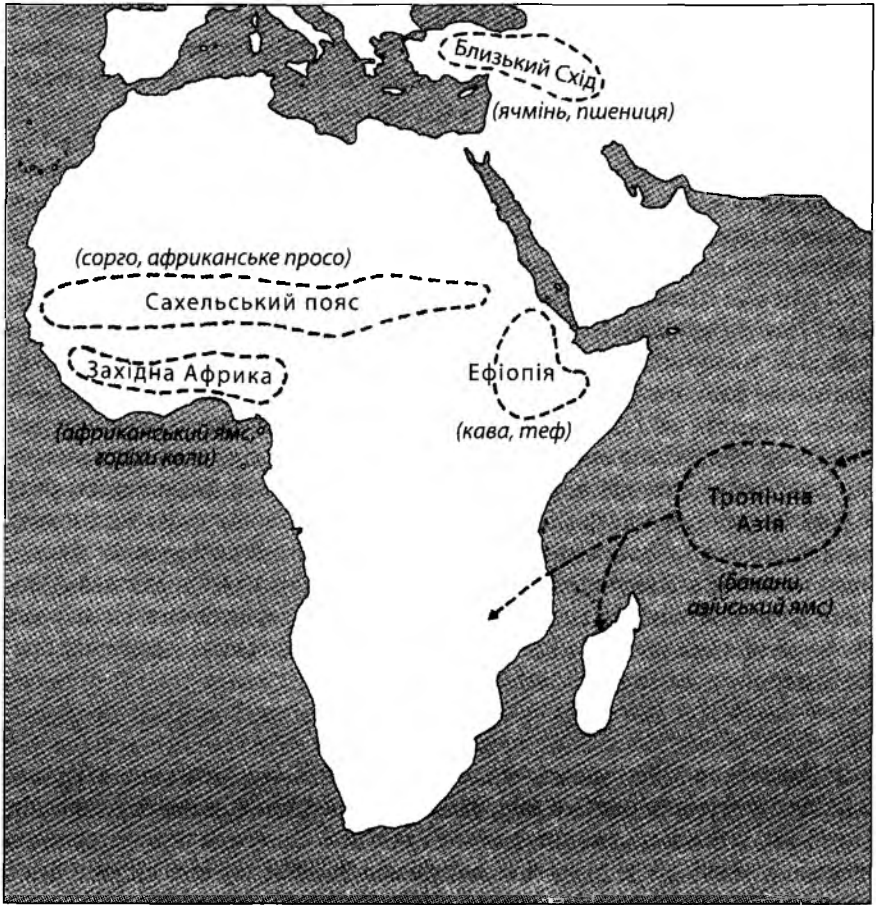 Близький Схід
(ячмінь, пшениця)
(сорго, африканське просо)
Сахельський пояс
Західна Африка
(африканський ямс,
горіхи коли)
Ефіопія
(кава, теф)
Тропічна
Азія
(банани,
азійський ямс)